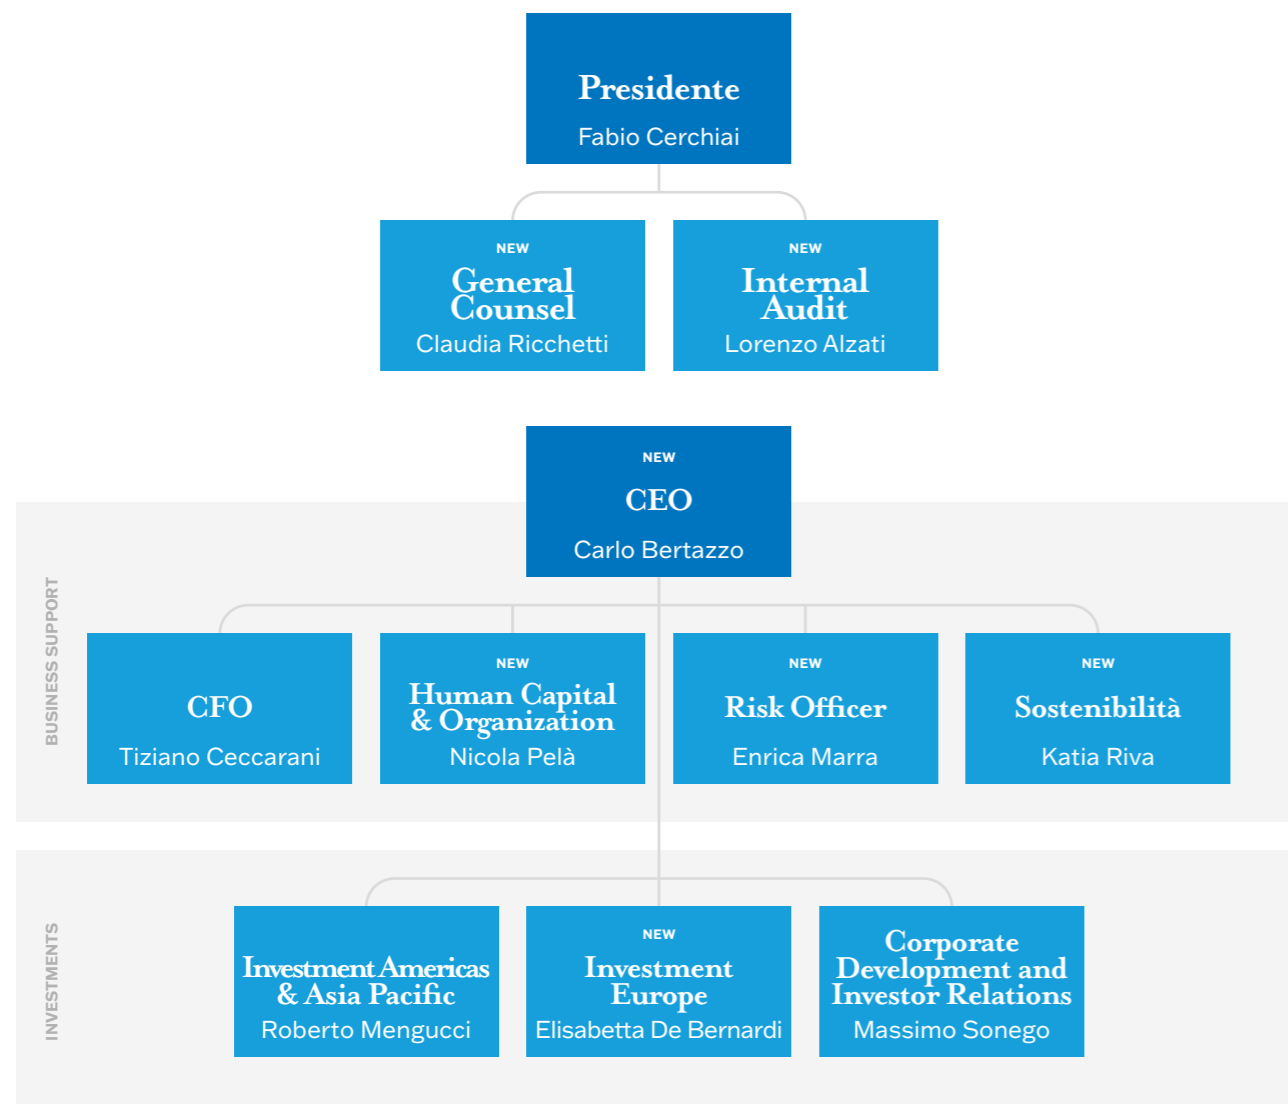 Presidente
Fabio Cerchiai
NEW
General
Counsel
Claudia Ricchetti
NEW
Internal
Audit
Lorenzo Alzati
NEW
CEO
Carlo Bertazzo
BUSINESS SUPPORT
CFO
Tiziano Ceccarani
NEW
Human Capital
& Organization
Nicola Pelà
NEW
Risk Officer
Enrica Marra
NEW
Sostenibilità
Katia Riva
INVESTMENTS
Investment Americas
& Asia Pacific
Roberto Mengucci
NEW
Investment
Europe
Elisabetta De Bernardi
Corporate
Development and
Investor Relations
Massimo Sonego